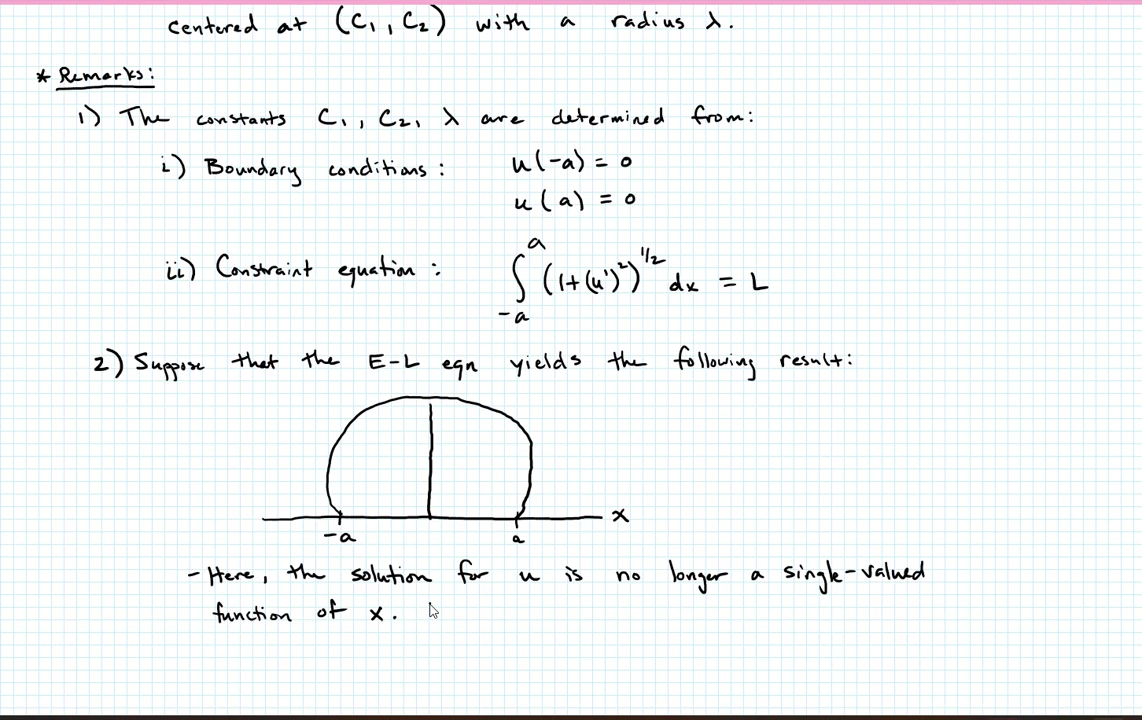 centered at (C₁, C₂) with a radius λ.
* Remarks:
1) The constants C₁, C₂, λ are determined from:
i) Boundary conditions: u(-a) = 0
u(a) = 0
ii) Constraint equation: ∫_{-a}^{a} (1+(u')²)^{1/2} dx = L
2) Suppose that the E-L eqn yields the following result:
x
-a a
- Here, the solution for u is no longer a single-valued
function of x.